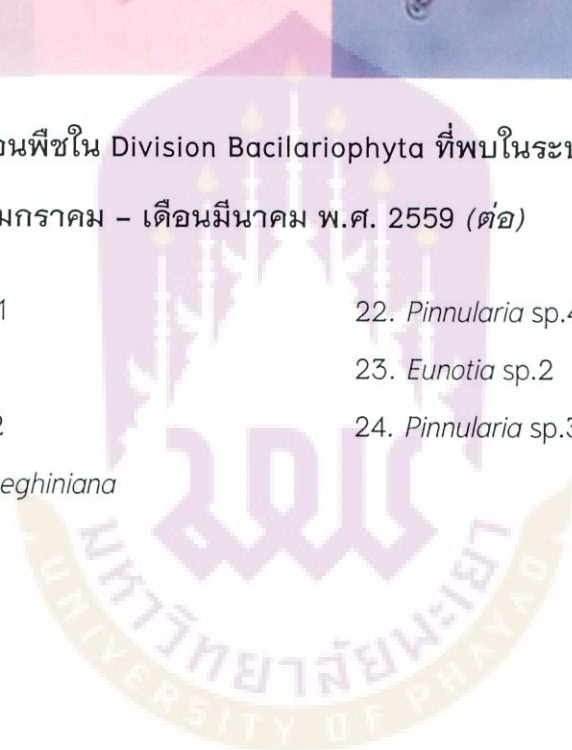 อนพืชใน Division Bacilariophyta ที่พบในระบ
มกราคม – เดือนมีนาคม พ.ศ. 2559 (ต่อ)
1
22. Pinnularia sp.4
23. Eunotia sp.2
2
24. Pinnularia sp.3
eghiniana
มหาวิทยาลัยพะเยา
UNIVERSITY OF PHAYAO